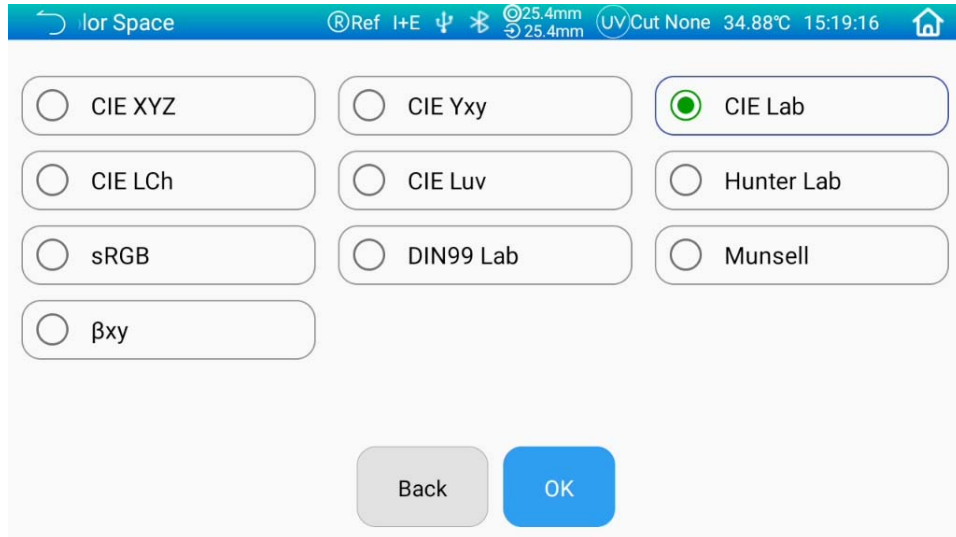 lor Space ®Ref I+E 25.4mm UV Cut None 34.88℃ 15:19:16
25.4mm
CIE XYZ CIE Yxy CIE Lab
CIE LCh CIE Luv Hunter Lab
sRGB DIN99 Lab Munsell
βxy
Back OK